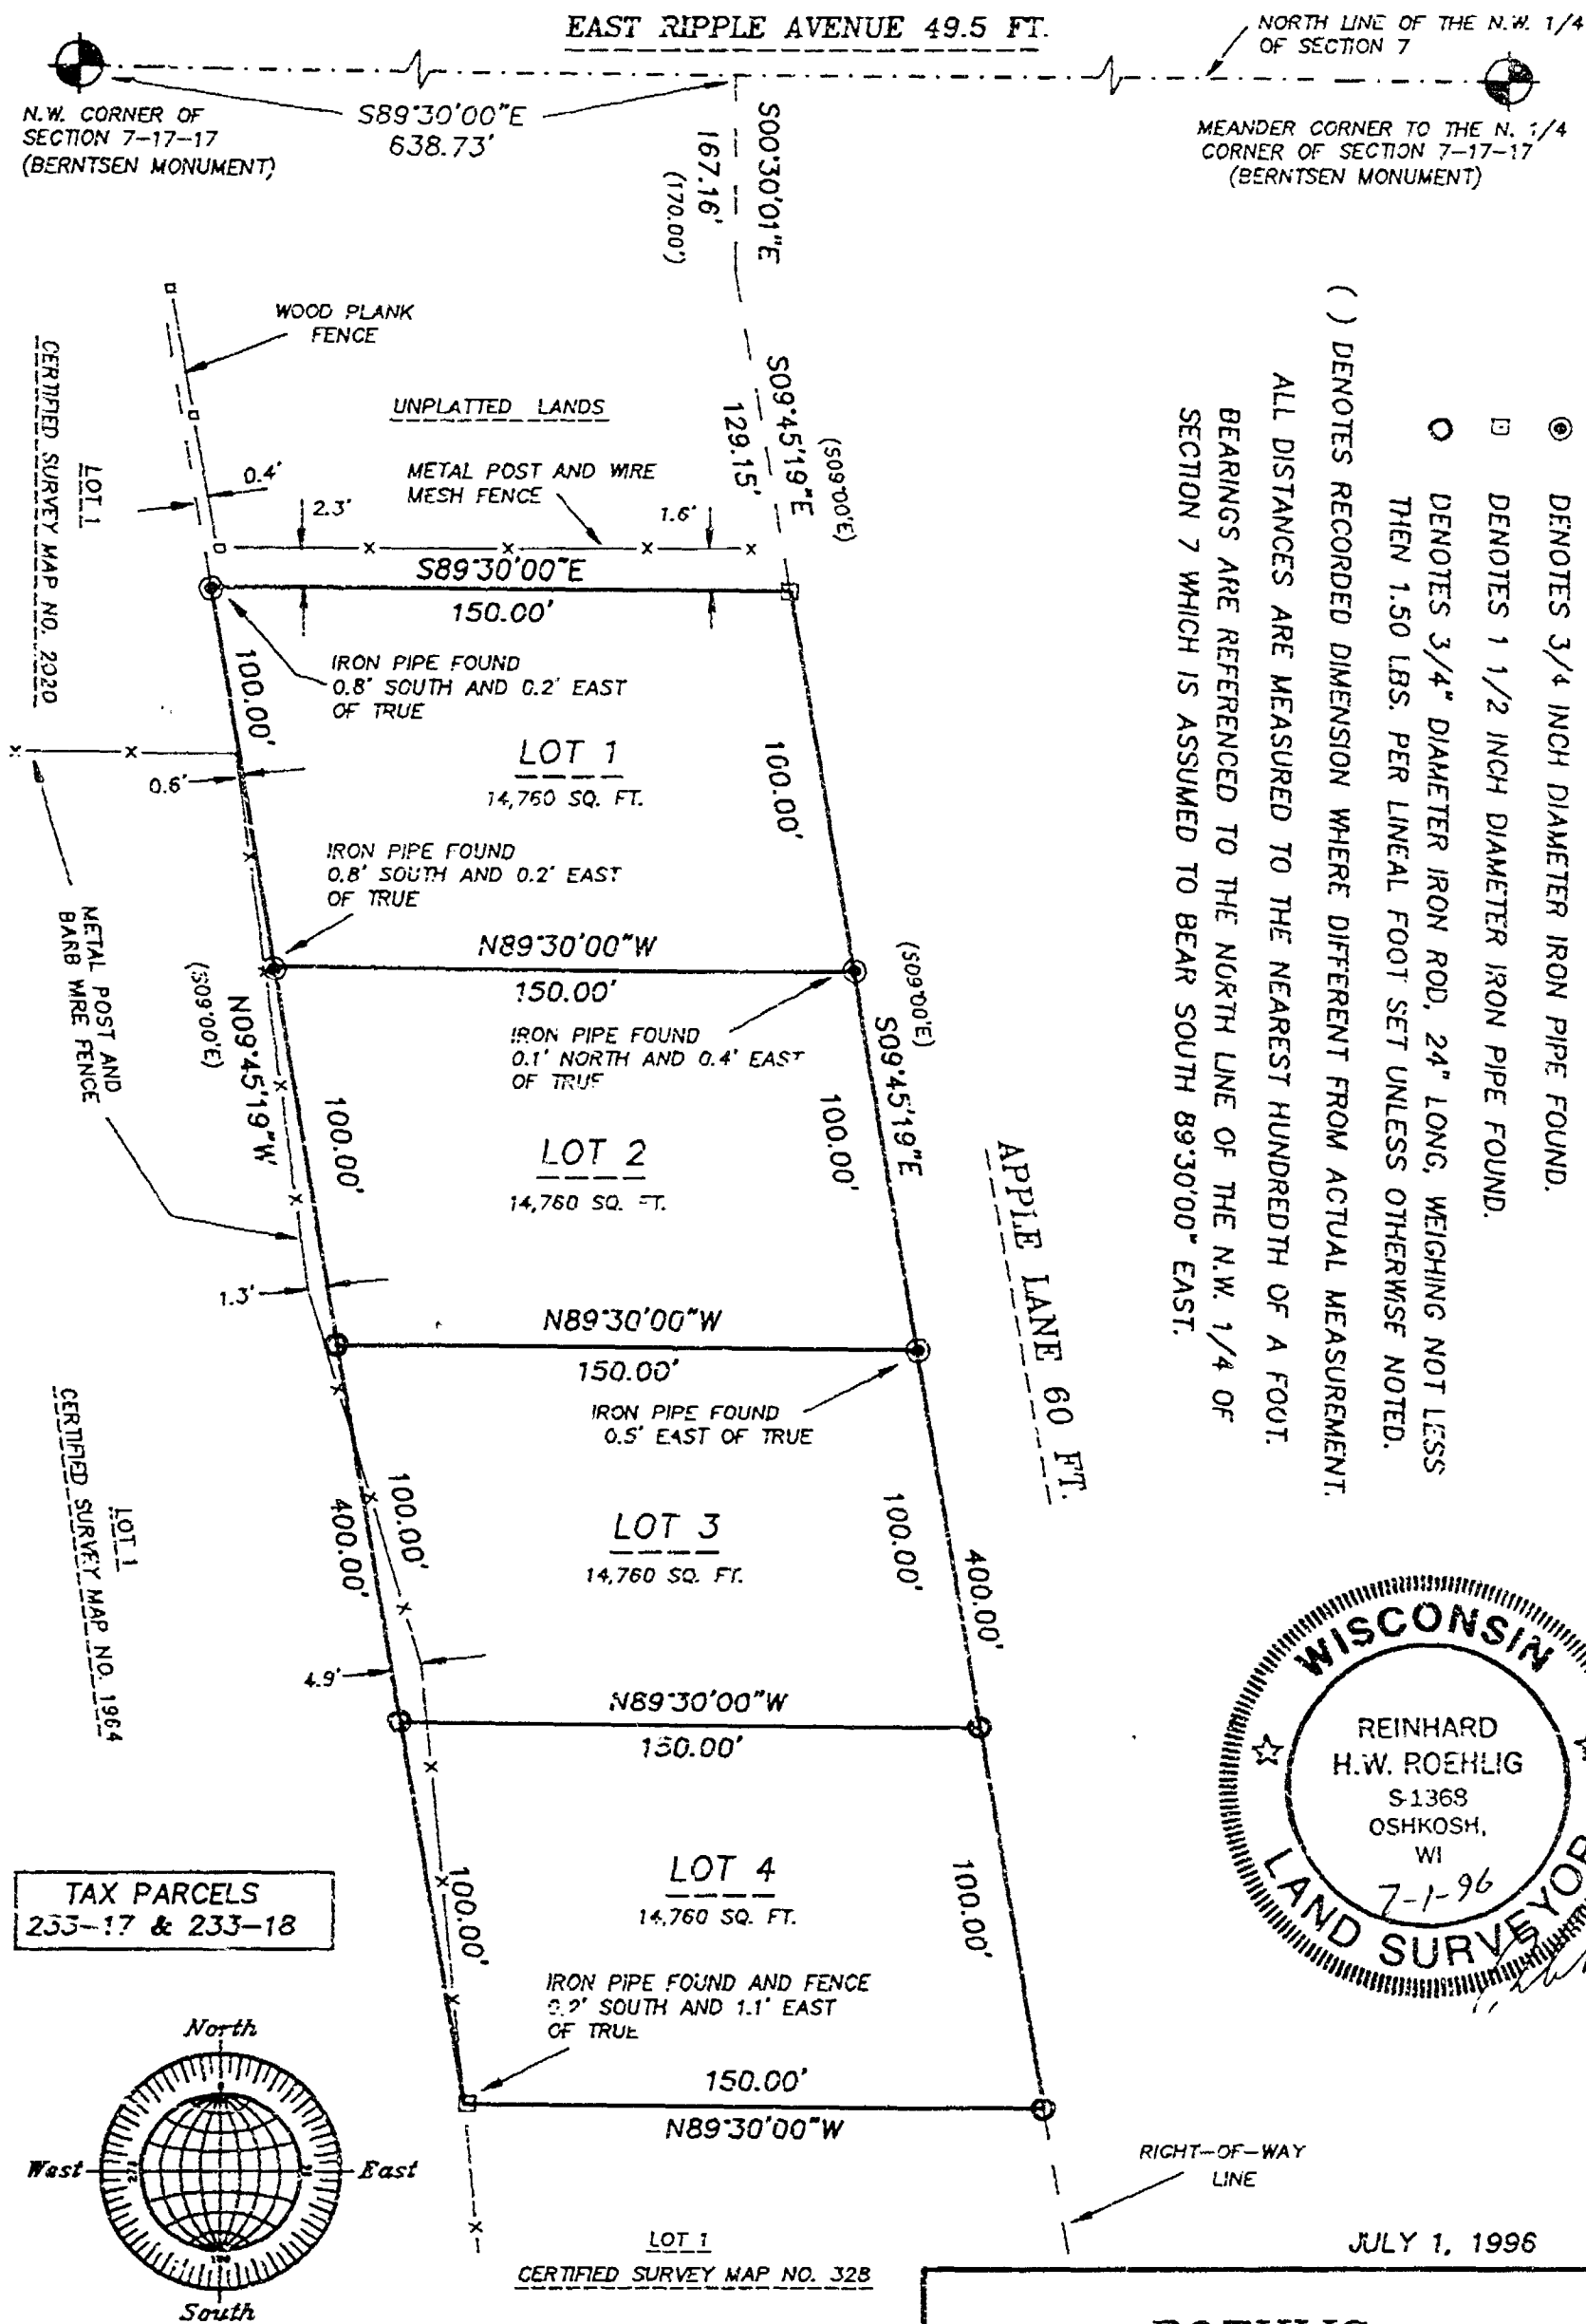 EAST RIPPLE AVENUE 49.5 FT.
NORTH LINE OF THE N.W. 1/4
OF SECTION 7
N.W. CORNER OF
SECTION 7-17-17
(BERNTSEN MONUMENT)
S89°30'00"E
638.73'
MEANDER CORNER TO THE N. 1/4
CORNER OF SECTION 7-17-17
(BERNTSEN MONUMENT)
S00°30'01"E
167.16'
(170.00')
WOOD PLANK
FENCE
UNPLATTED LANDS
S09°45'19"E
129.15'
(S09°00'E)
LOT 1
CERTIFIED SURVEY MAP NO. 2020
0.4'
METAL POST AND WIRE
MESH FENCE
2.3'
1.6'
S89°30'00"E
150.00'
IRON PIPE FOUND
0.8' SOUTH AND 0.2' EAST
OF TRUE
100.00'
LOT 1
14,760 SQ. FT.
100.00'
0.6'
IRON PIPE FOUND
0.8' SOUTH AND 0.2' EAST
OF TRUE
METAL POST AND
BARB WIRE FENCE
N89°30'00"W
150.00'
(S09°00'E)
N09°45'19"W
(S09°00'E)
S09°45'19"E
IRON PIPE FOUND
0.1' NORTH AND 0.4' EAST
OF TRUE
100.00'
LOT 2
14,760 SQ. FT.
100.00'
APPLE LANE 60 FT.
1.3'
N89°30'00"W
150.00'
IRON PIPE FOUND
0.5' EAST OF TRUE
LOT 1
CERTIFIED SURVEY MAP NO. 1964
100.00'
400.00'
LOT 3
14,760 SQ. FT.
100.00'
400.00'
4.9'
N89°30'00"W
150.00'
LOT 4
14,760 SQ. FT.
100.00'
100.00'
TAX PARCELS
233-17 & 233-18
IRON PIPE FOUND AND FENCE
0.2' SOUTH AND 1.1' EAST
OF TRUE
150.00'
N89°30'00"W
RIGHT-OF-WAY
LINE
LOT 1
CERTIFIED SURVEY MAP NO. 328
North
West
East
South
DENOTES 3/4 INCH DIAMETER IRON PIPE FOUND.
DENOTES 1 1/2 INCH DIAMETER IRON PIPE FOUND.
DENOTES 3/4" DIAMETER IRON ROD, 24" LONG, WEIGHING NOT LESS
THEN 1.50 LBS. PER LINEAL FOOT SET UNLESS OTHERWISE NOTED.
( ) DENOTES RECORDED DIMENSION WHERE DIFFERENT FROM ACTUAL MEASUREMENT.
ALL DISTANCES ARE MEASURED TO THE NEAREST HUNDREDTH OF A FOOT.
BEARINGS ARE REFERENCED TO THE NORTH LINE OF THE N.W. 1/4 OF
SECTION 7 WHICH IS ASSUMED TO BEAR SOUTH 89°30'00" EAST.
WISCONSIN
REINHARD
H.W. ROEHLIG
S-1368
OSHKOSH,
WI
7-1-96
LAND SURVEYOR
JULY 1, 1996